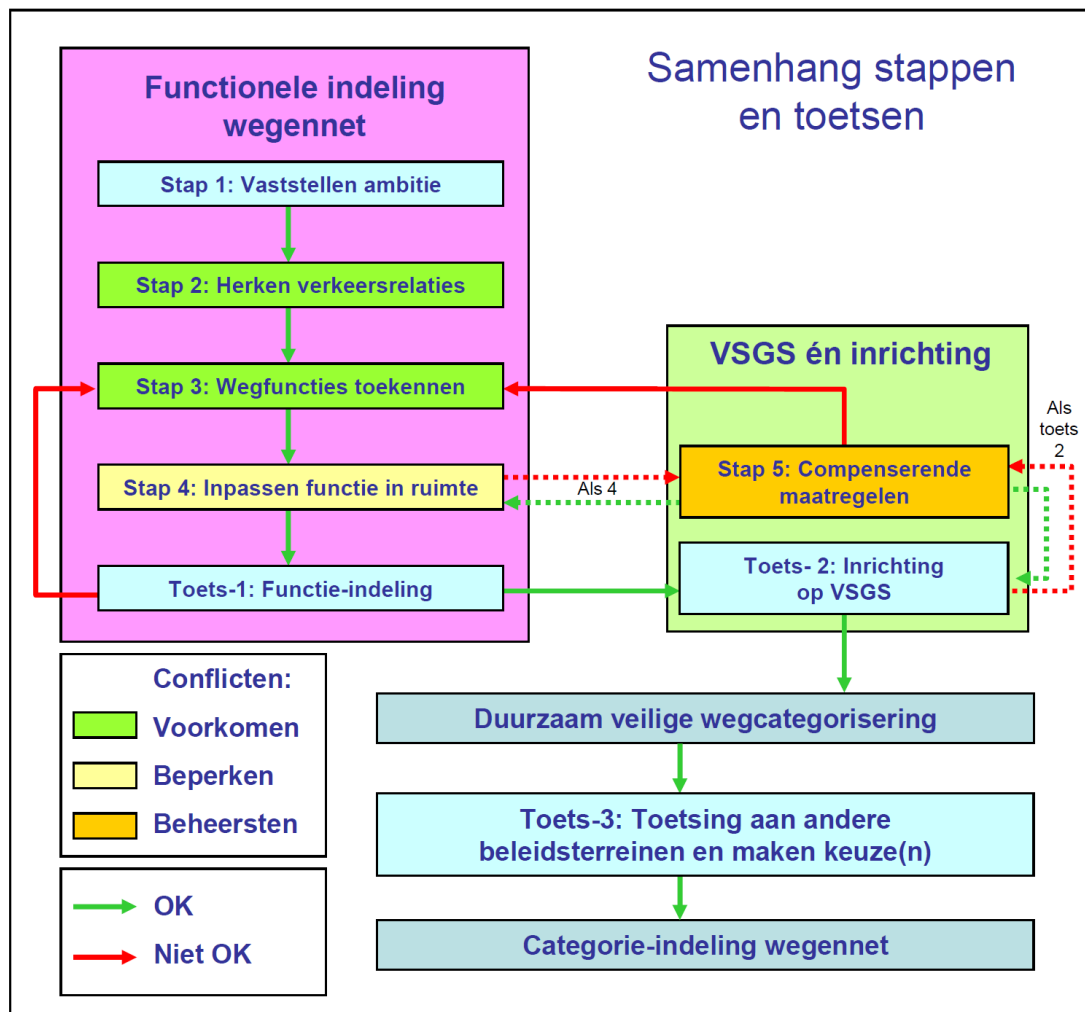 Samenhang stappen
en toetsen
Functionele indeling
wegennet
Stap 1: Vaststellen ambitie
Stap 2: Herken verkeersrelaties
Stap 3: Wegfuncties toekennen
Stap 4: Inpassen functie in ruimte
Toets-1: Functie-indeling
Als 4
VSGS én inrichting
Stap 5: Compenserende
maatregelen
Toets- 2: Inrichting
op VSGS
Als
toets
2
Duurzaam veilige wegcategorisering
Toets-3: Toetsing aan andere
beleidsterreinen en maken keuze(n)
Categorie-indeling wegennet
Conflicten:
Voorkomen
Beperken
Beheersten
OK
Niet OK